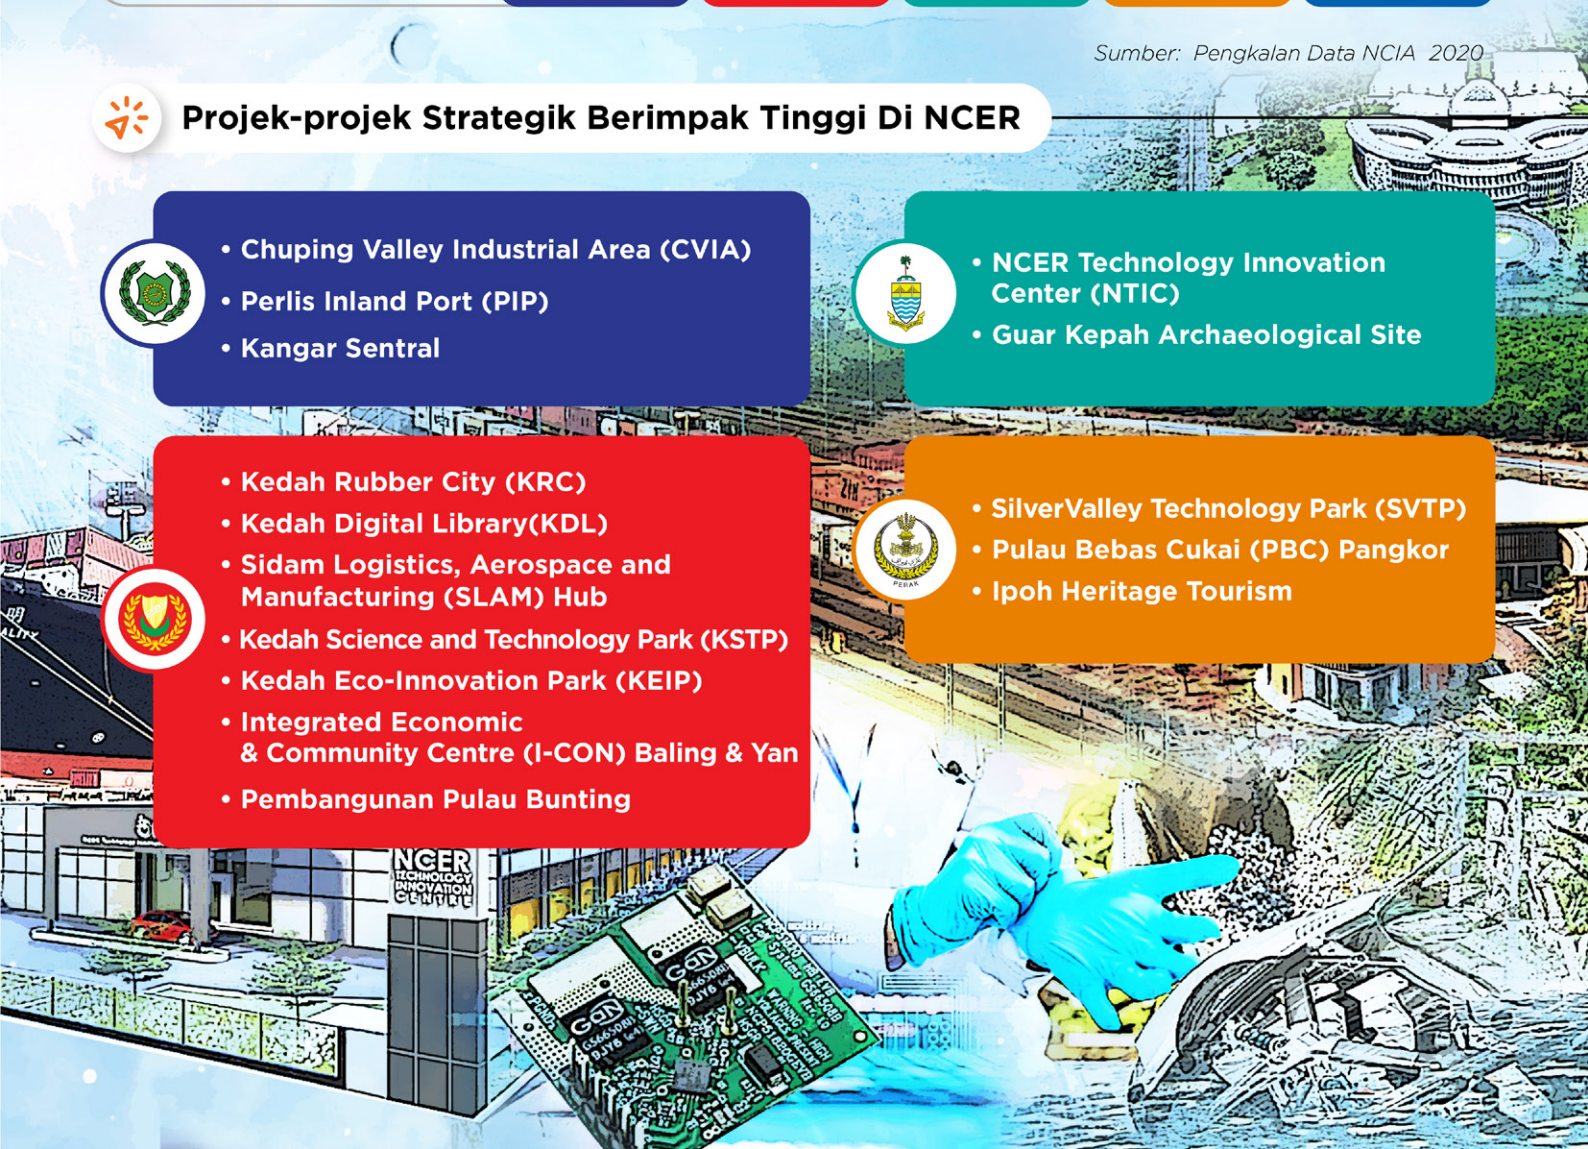 Sumber: Pengkalan Data NCIA 2020
Projek-projek Strategik Berimpak Tinggi Di NCER
• Chuping Valley Industrial Area (CVIA)
• Perlis Inland Port (PIP)
• Kangar Sentral
• NCER Technology Innovation
Center (NTIC)
• Guar Kepah Archaeological Site
• Kedah Rubber City (KRC)
• Kedah Digital Library(KDL)
• Sidam Logistics, Aerospace and
Manufacturing (SLAM) Hub
• Kedah Science and Technology Park (KSTP)
• Kedah Eco-Innovation Park (KEIP)
• Integrated Economic
& Community Centre (I-CON) Baling & Yan
• Pembangunan Pulau Bunting
• SilverValley Technology Park (SVTP)
• Pulau Bebas Cukai (PBC) Pangkor
• Ipoh Heritage Tourism
PERAK
NCER
TECHNOLOGY
INNOVATION
CENTRE
GaN
GaN